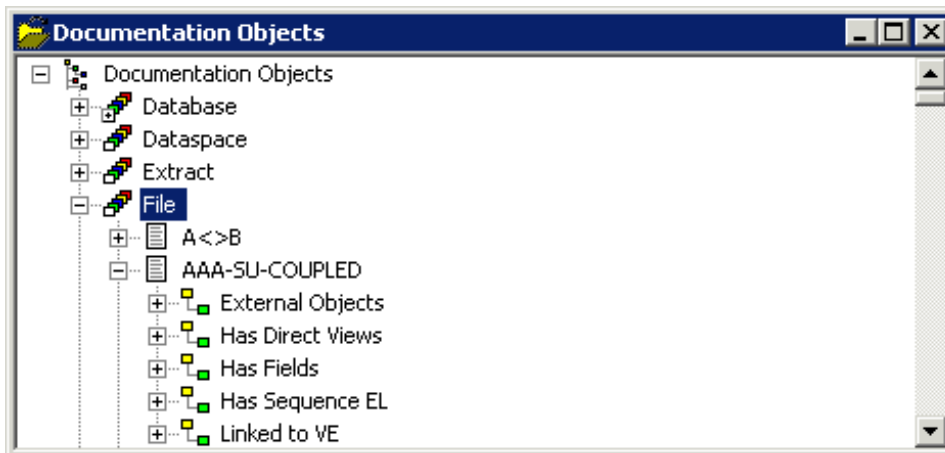 Documentation Objects
Documentation Objects
Database
Dataspace
Extract
File
A<>B
AAA-SU-COUPLED
External Objects
Has Direct Views
Has Fields
Has Sequence EL
Linked to VE